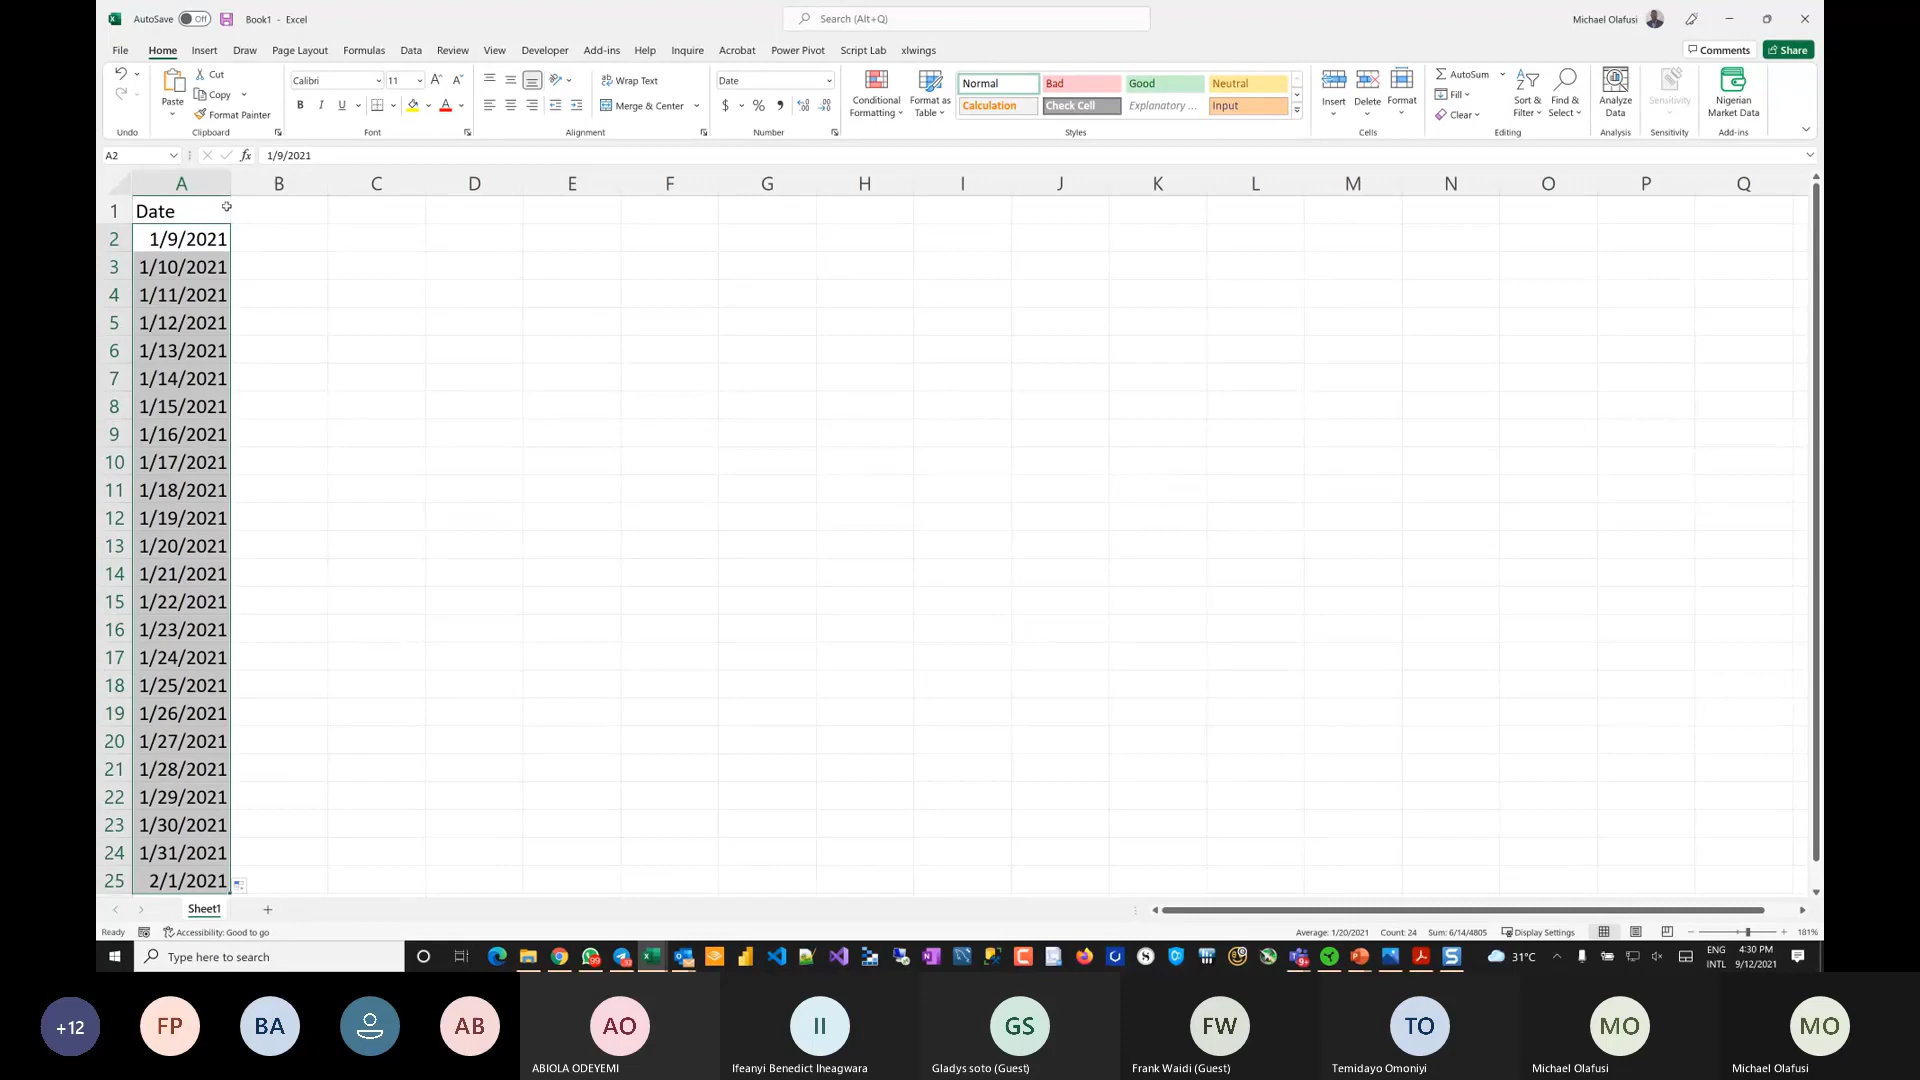 AutoSave Off Book1 - Excel Search (Alt+Q) Michael Olafusi
File Home Insert Draw Page Layout Formulas Data Review View Developer Add-ins Help Inquire Acrobat Power Pivot Script Lab xlwings Comments Share
Paste Cut Copy Format Painter
Calibri 11
B I U
Wrap Text
Merge & Center
Date
$ %
Conditional Formatting
Format as Table
Normal Bad Good Neutral
Calculation Check Cell Explanatory ... Input
Insert Delete Format
AutoSum
Fill
Clear
Sort & Filter
Find & Select
Analyze Data
Sensitivity
Nigerian Market Data
Undo Clipboard Font Alignment Number Styles Cells Editing Analysis Sensitivity Add-ins
A2 fx 1/9/2021
A B C D E F G H I J K L M N O P Q
1 Date
2 1/9/2021
3 1/10/2021
4 1/11/2021
5 1/12/2021
6 1/13/2021
7 1/14/2021
8 1/15/2021
9 1/16/2021
10 1/17/2021
11 1/18/2021
12 1/19/2021
13 1/20/2021
14 1/21/2021
15 1/22/2021
16 1/23/2021
17 1/24/2021
18 1/25/2021
19 1/26/2021
20 1/27/2021
21 1/28/2021
22 1/29/2021
23 1/30/2021
24 1/31/2021
25 2/1/2021
Sheet1
Ready Accessibility: Good to go Average: 1/20/2021 Count: 24 Sum: 6/14/4805 Display Settings 181%
Type here to search 31°C ENG INTL 4:30 PM 9/12/2021
+12 FP BA AB AO II GS FW TO MO MO
ABIOLA ODEYEMI Ifeanyi Benedict Iheagwara Gladys soto (Guest) Frank Waidi (Guest) Temidayo Omoniyi Michael Olafusi Michael Olafusi